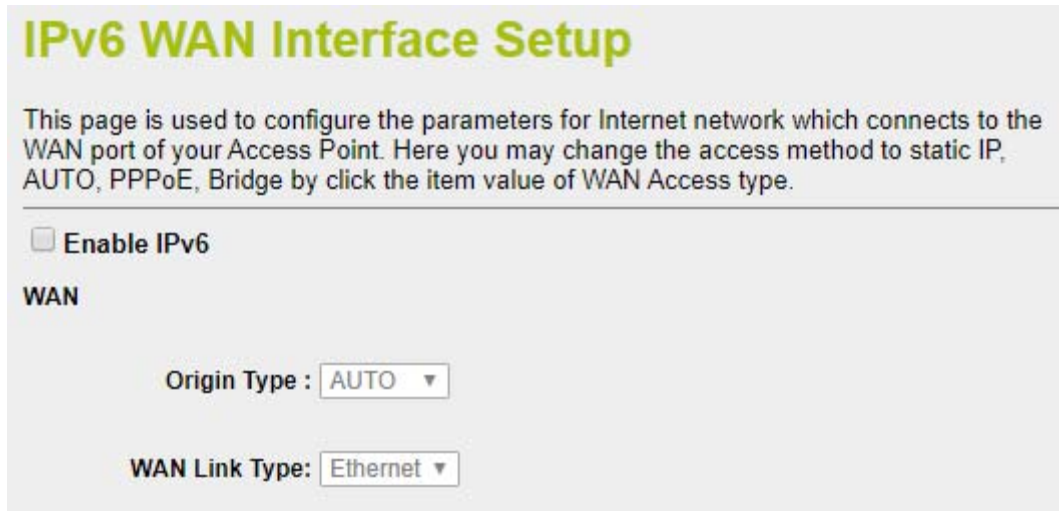 IPv6 WAN Interface Setup
This page is used to configure the parameters for Internet network which connects to the
WAN port of your Access Point. Here you may change the access method to static IP,
AUTO, PPPoE, Bridge by click the item value of WAN Access type.
Enable IPv6
WAN
Origin Type : AUTO
WAN Link Type: Ethernet